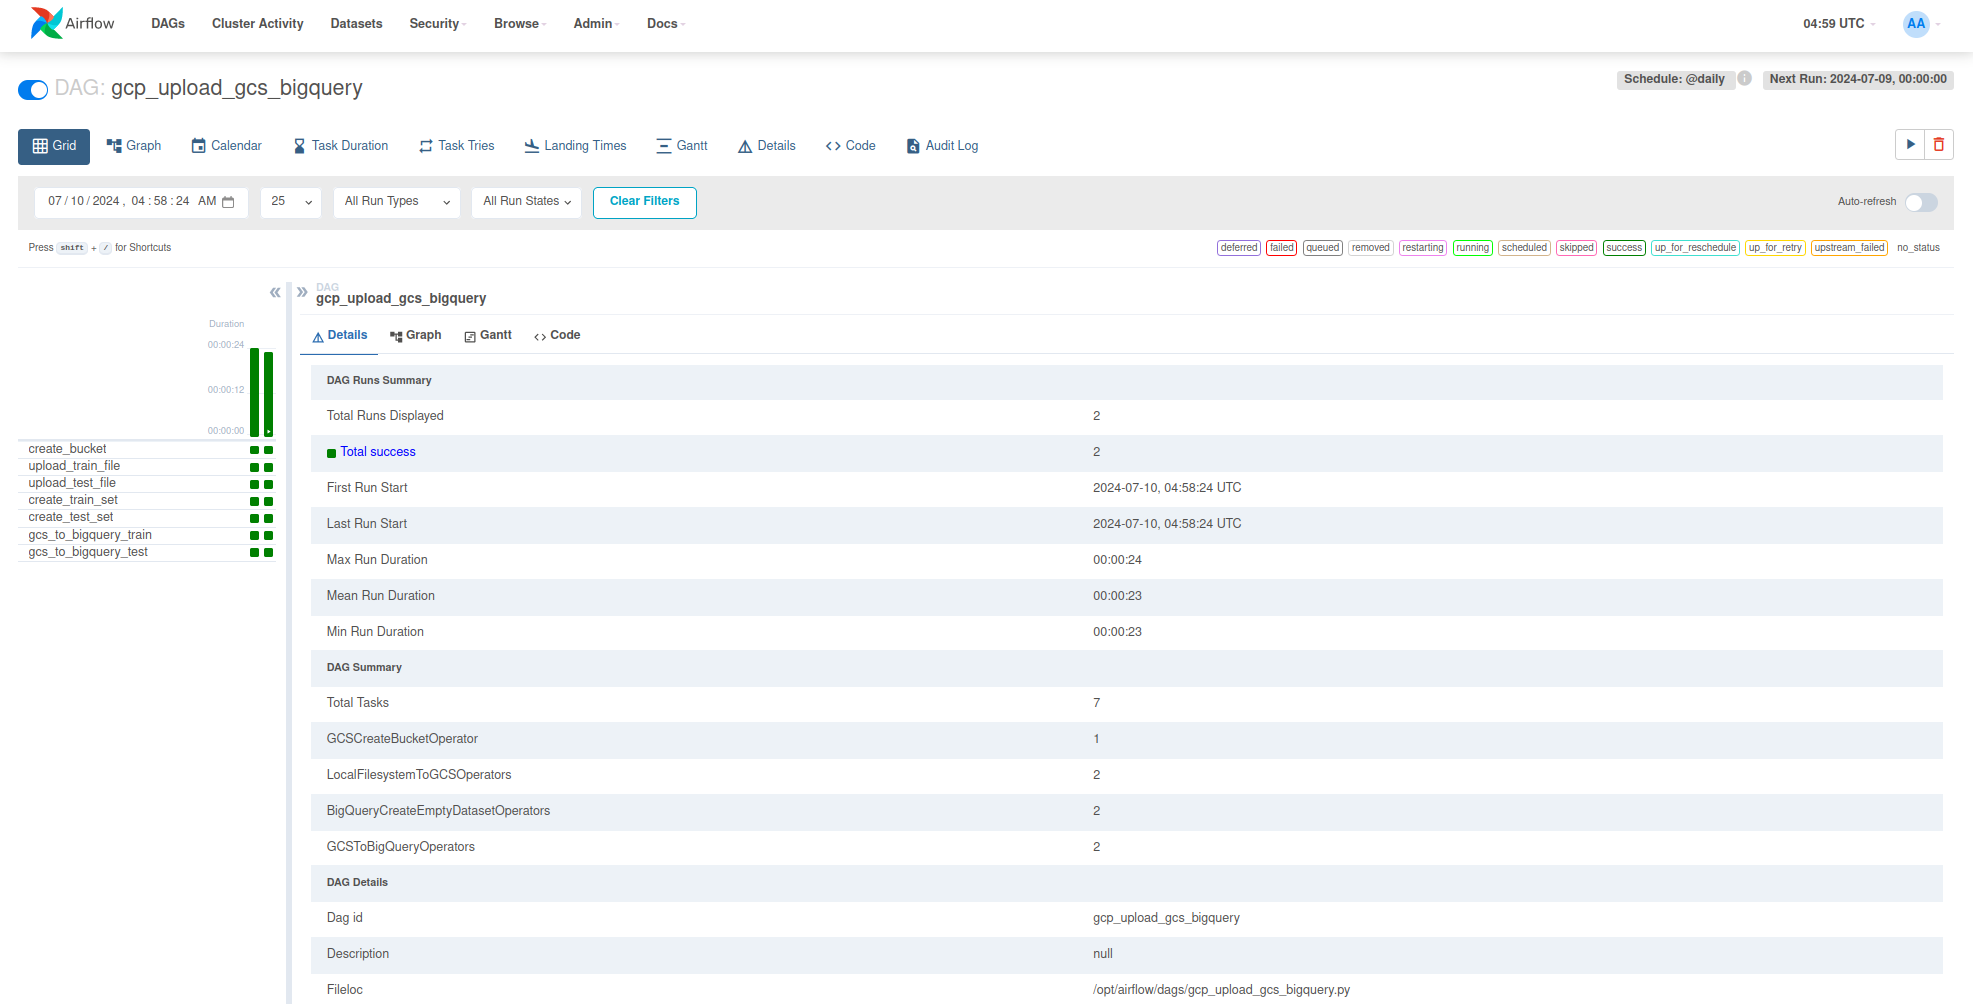 Airflow DAGs Cluster Activity Datasets Security Browse Admin Docs 04:59 UTC AA
DAG: gcp_upload_gcs_bigquery
Schedule: @daily Next Run: 2024-07-09, 00:00:00
Grid Graph Calendar Task Duration Task Tries Landing Times Gantt Details Code Audit Log
07/10/2024, 04:58:24 AM 25 All Run Types All Run States Clear Filters Auto-refresh
Press shift + / for Shortcuts deferred failed queued removed restarting running scheduled skipped success up_for_reschedule up_for_retry upstream_failed no_status
Duration
00:00:24
00:00:12
00:00:00
create_bucket
upload_train_file
upload_test_file
create_train_set
create_test_set
gcs_to_bigquery_train
gcs_to_bigquery_test
DAG
gcp_upload_gcs_bigquery
Details Graph Gantt Code
DAG Runs Summary
Total Runs Displayed 2
Total success 2
First Run Start 2024-07-10, 04:58:24 UTC
Last Run Start 2024-07-10, 04:58:24 UTC
Max Run Duration 00:00:24
Mean Run Duration 00:00:23
Min Run Duration 00:00:23
DAG Summary
Total Tasks 7
GCSCreateBucketOperator 1
LocalFilesystemToGCSOperators 2
BigQueryCreateEmptyDatasetOperators 2
GCSToBigQueryOperators 2
DAG Details
Dag id gcp_upload_gcs_bigquery
Description null
Fileloc /opt/airflow/dags/gcp_upload_gcs_bigquery.py